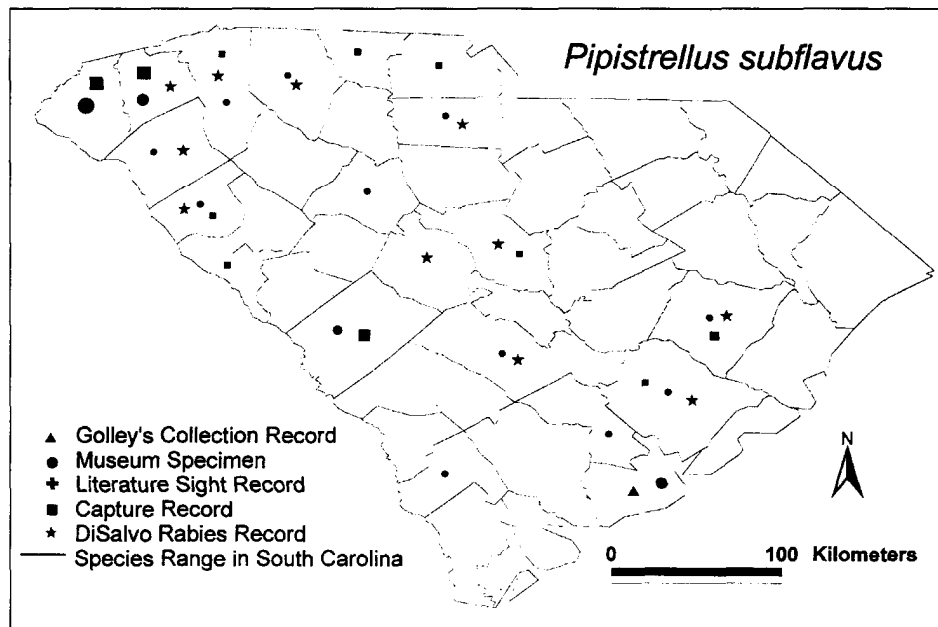 Pipistrellus subflavus
Golley's Collection Record
Museum Specimen
Literature Sight Record
Capture Record
DiSalvo Rabies Record
Species Range in South Carolina
N
0 100 Kilometers